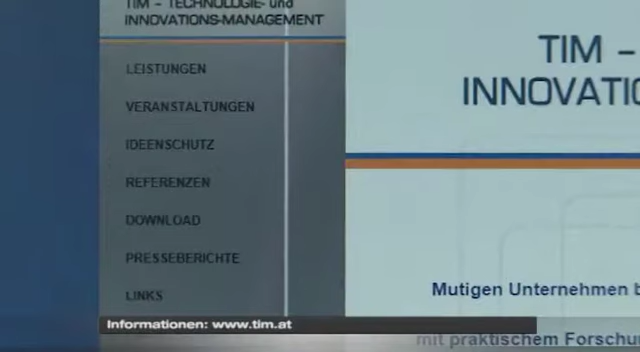 TIM – TECHNOLOGIE- und
INNOVATIONS-MANAGEMENT
LEISTUNGEN
VERANSTALTUNGEN
IDEENSCHUTZ
REFERENZEN
DOWNLOAD
PRESSEBERICHTE
LINKS
TIM –
INNOVATIO
Mutigen Unternehmen b
mit praktischem Forschu
Informationen: www.tim.at